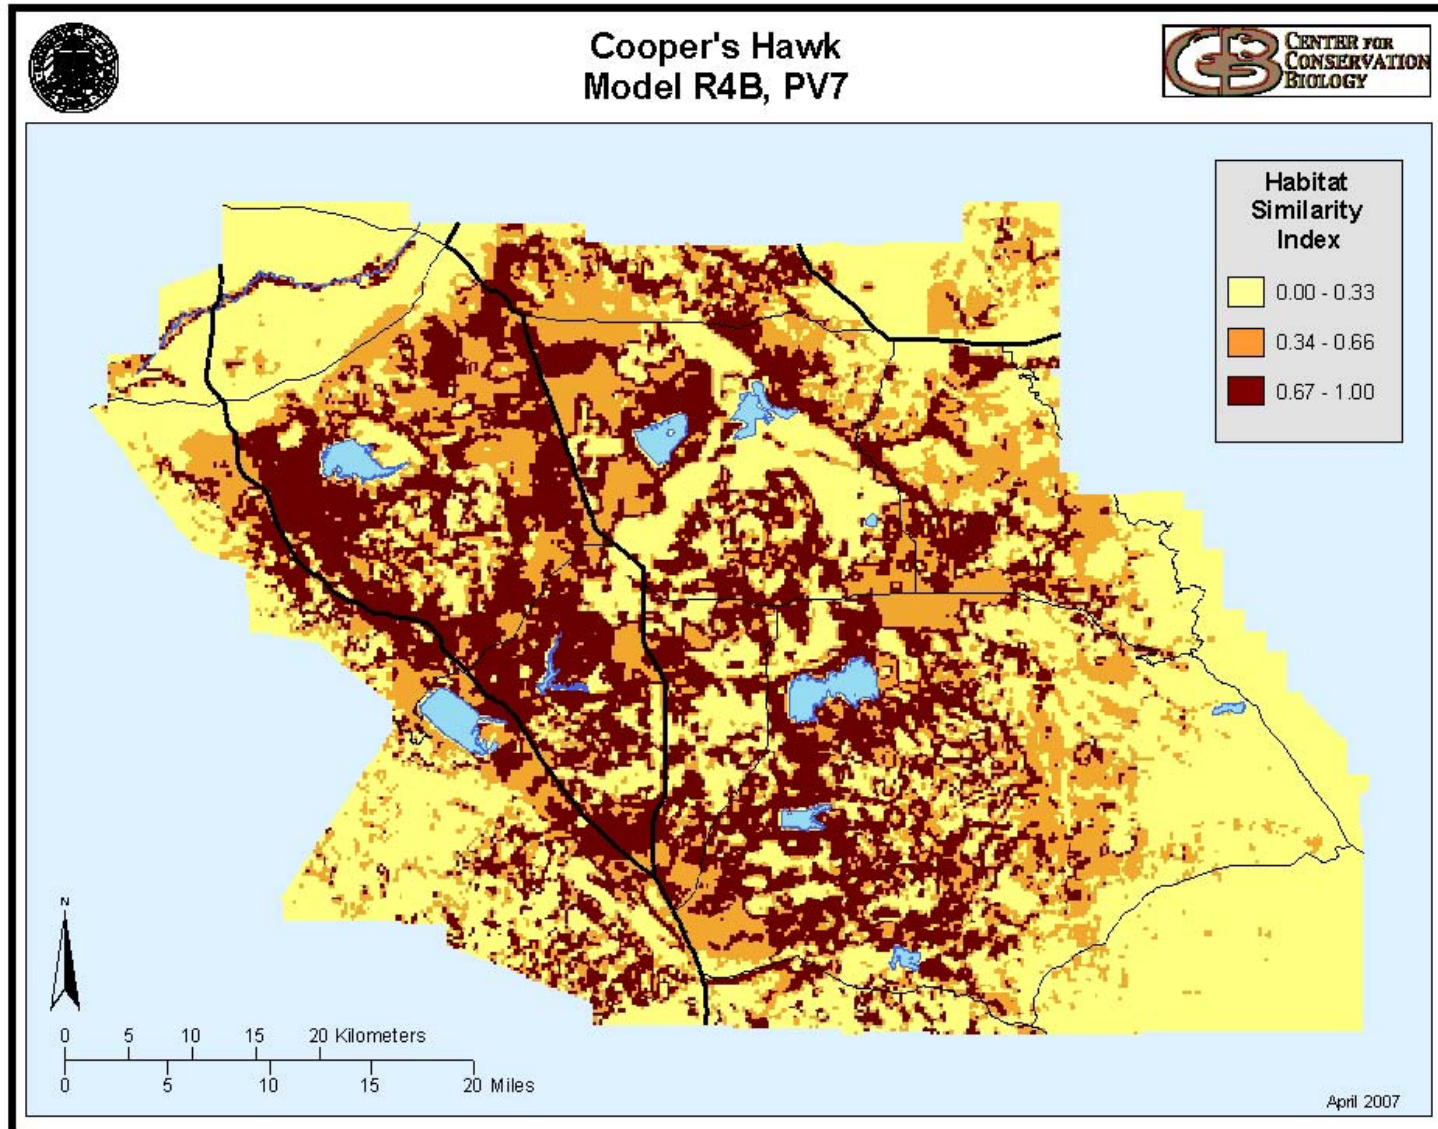 Cooper's Hawk
Model R4B, PV7
CENTER FOR
CONSERVATION
BIOLOGY
Habitat
Similarity
Index
0.00 - 0.33
0.34 - 0.66
0.67 - 1.00
N
0 5 10 15 20 Kilometers
0 5 10 15 20 Miles
April 2007